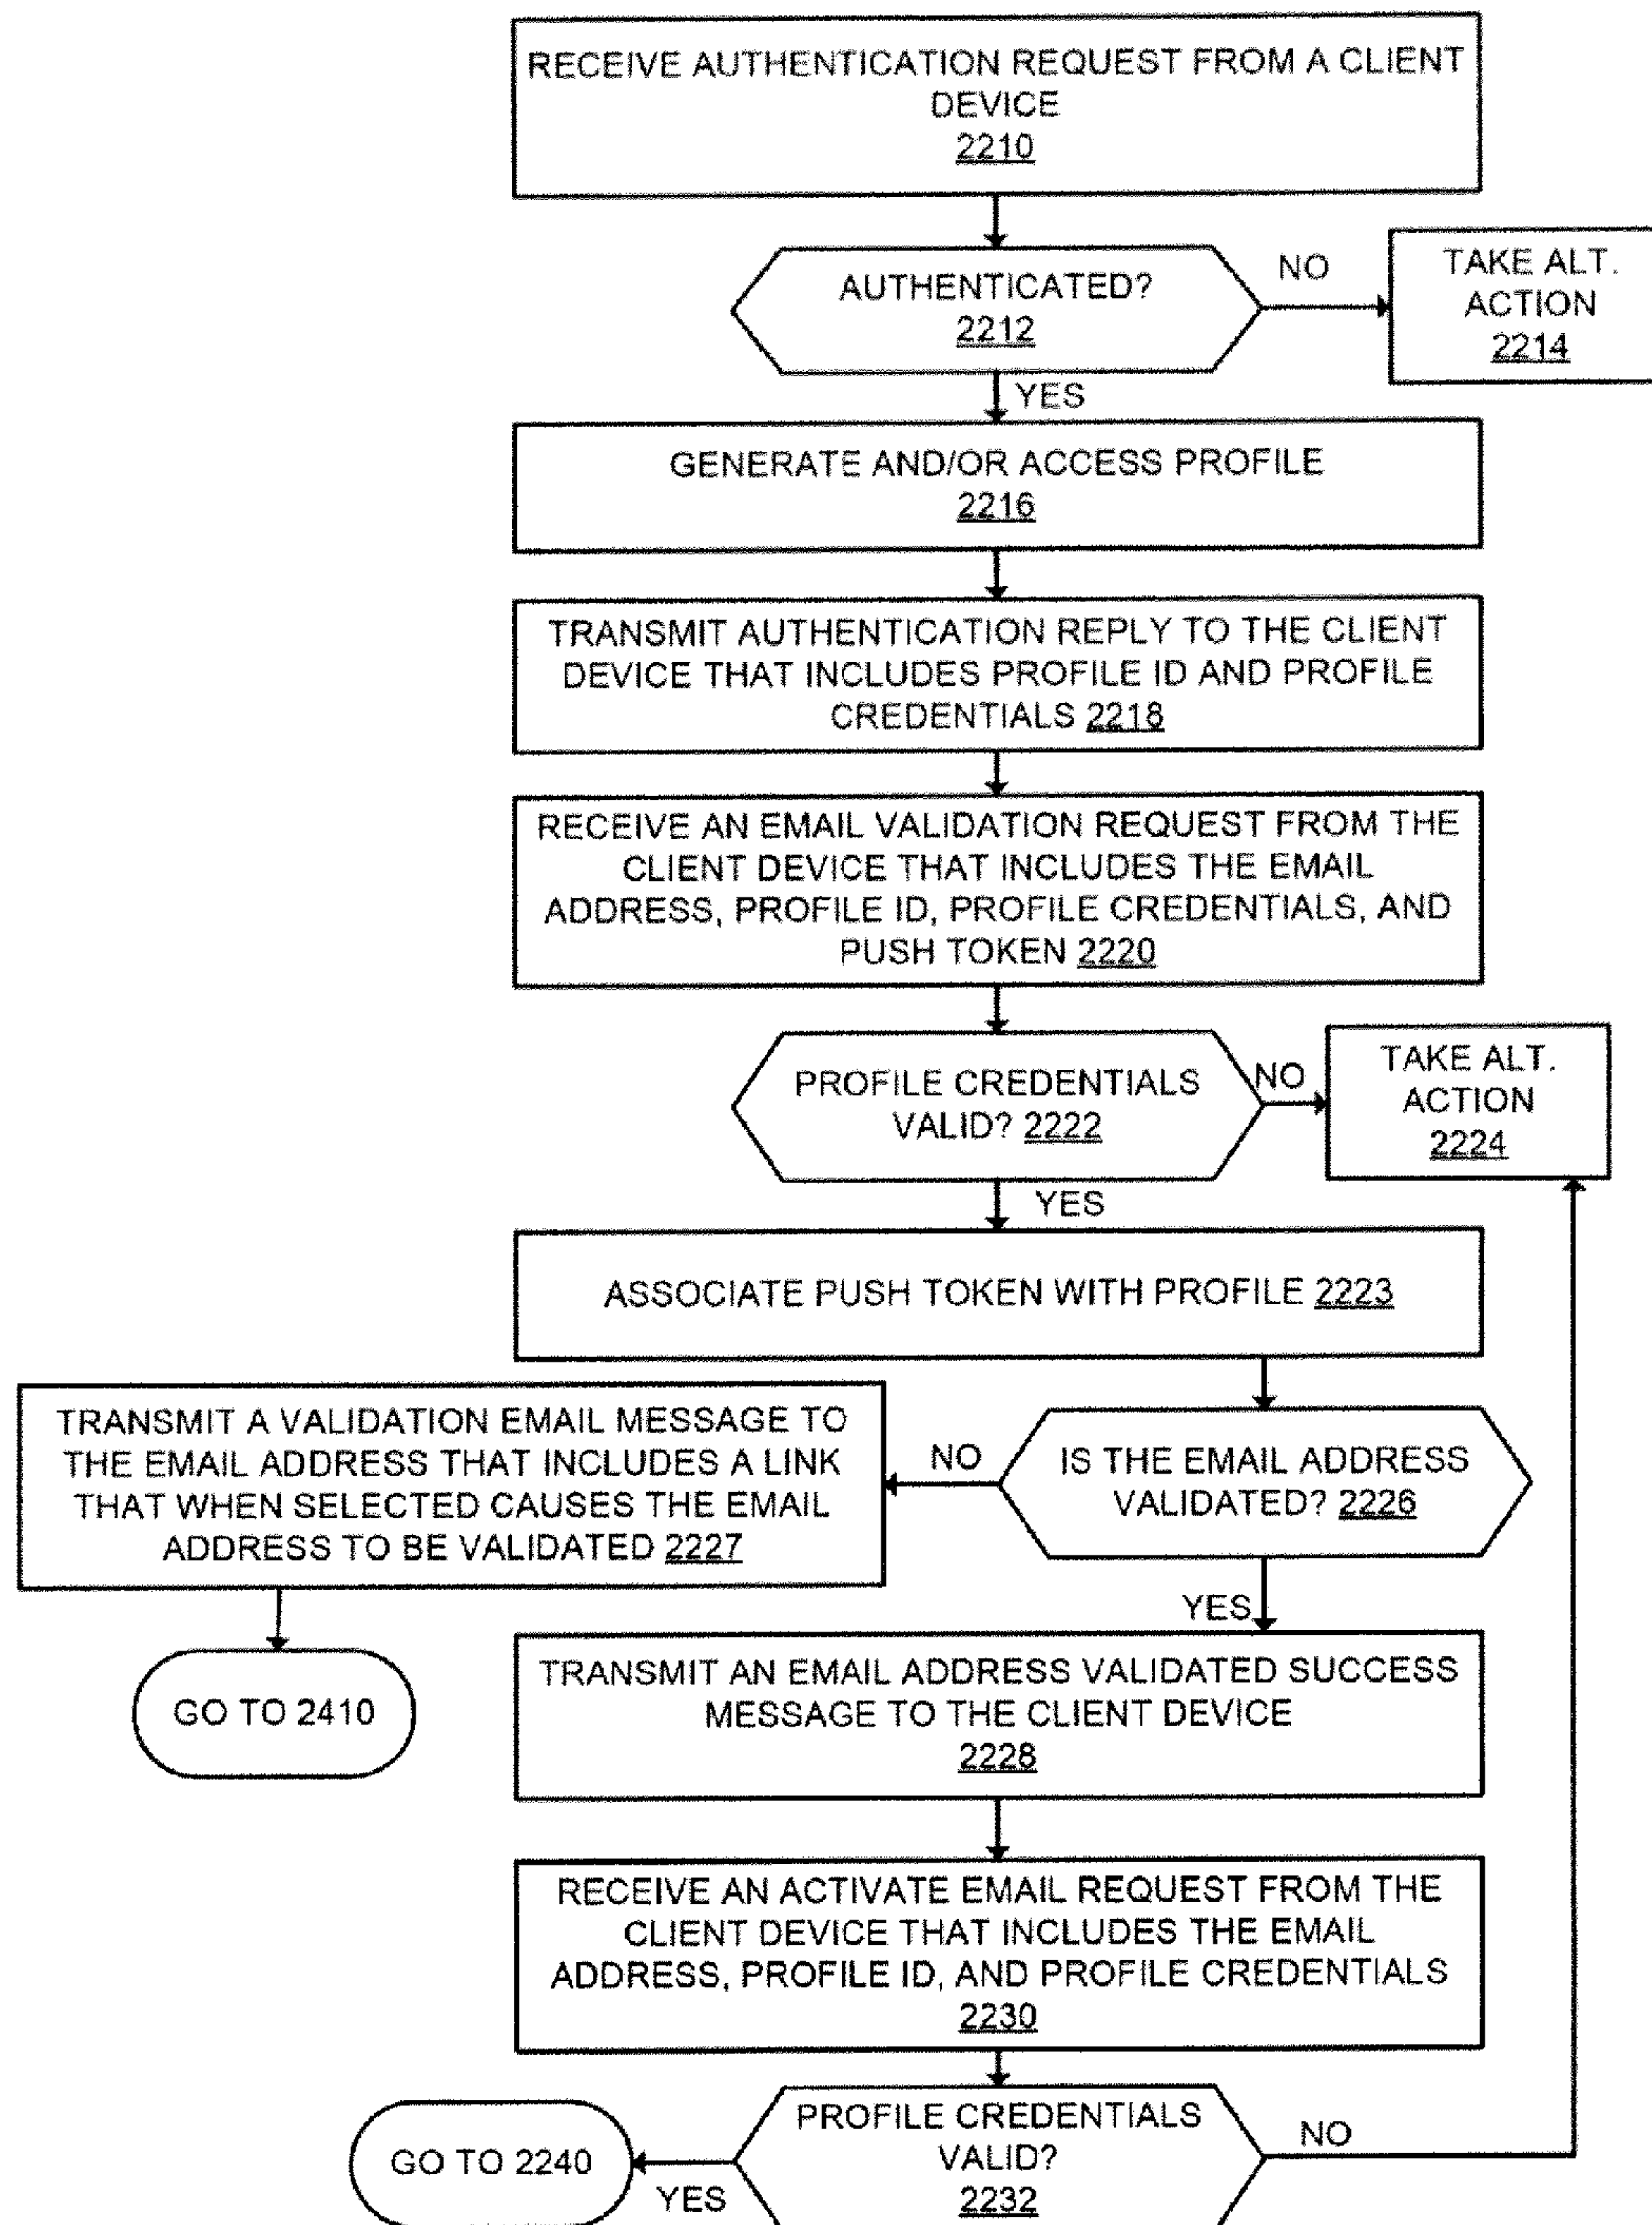 RECEIVE AUTHENTICATION REQUEST FROM A CLIENT
DEVICE
2210
AUTHENTICATED?
2212
NO
TAKE ALT.
ACTION
2214
YES
GENERATE AND/OR ACCESS PROFILE
2216
TRANSMIT AUTHENTICATION REPLY TO THE CLIENT
DEVICE THAT INCLUDES PROFILE ID AND PROFILE
CREDENTIALS 2218
RECEIVE AN EMAIL VALIDATION REQUEST FROM THE
CLIENT DEVICE THAT INCLUDES THE EMAIL
ADDRESS, PROFILE ID, PROFILE CREDENTIALS, AND
PUSH TOKEN 2220
PROFILE CREDENTIALS
VALID? 2222
NO
TAKE ALT.
ACTION
2224
YES
ASSOCIATE PUSH TOKEN WITH PROFILE 2223
IS THE EMAIL ADDRESS
VALIDATED? 2226
NO
TRANSMIT A VALIDATION EMAIL MESSAGE TO
THE EMAIL ADDRESS THAT INCLUDES A LINK
THAT WHEN SELECTED CAUSES THE EMAIL
ADDRESS TO BE VALIDATED 2227
GO TO 2410
YES
TRANSMIT AN EMAIL ADDRESS VALIDATED SUCCESS
MESSAGE TO THE CLIENT DEVICE
2228
RECEIVE AN ACTIVATE EMAIL REQUEST FROM THE
CLIENT DEVICE THAT INCLUDES THE EMAIL
ADDRESS, PROFILE ID, AND PROFILE CREDENTIALS
2230
PROFILE CREDENTIALS
VALID?
2232
NO
YES
GO TO 2240